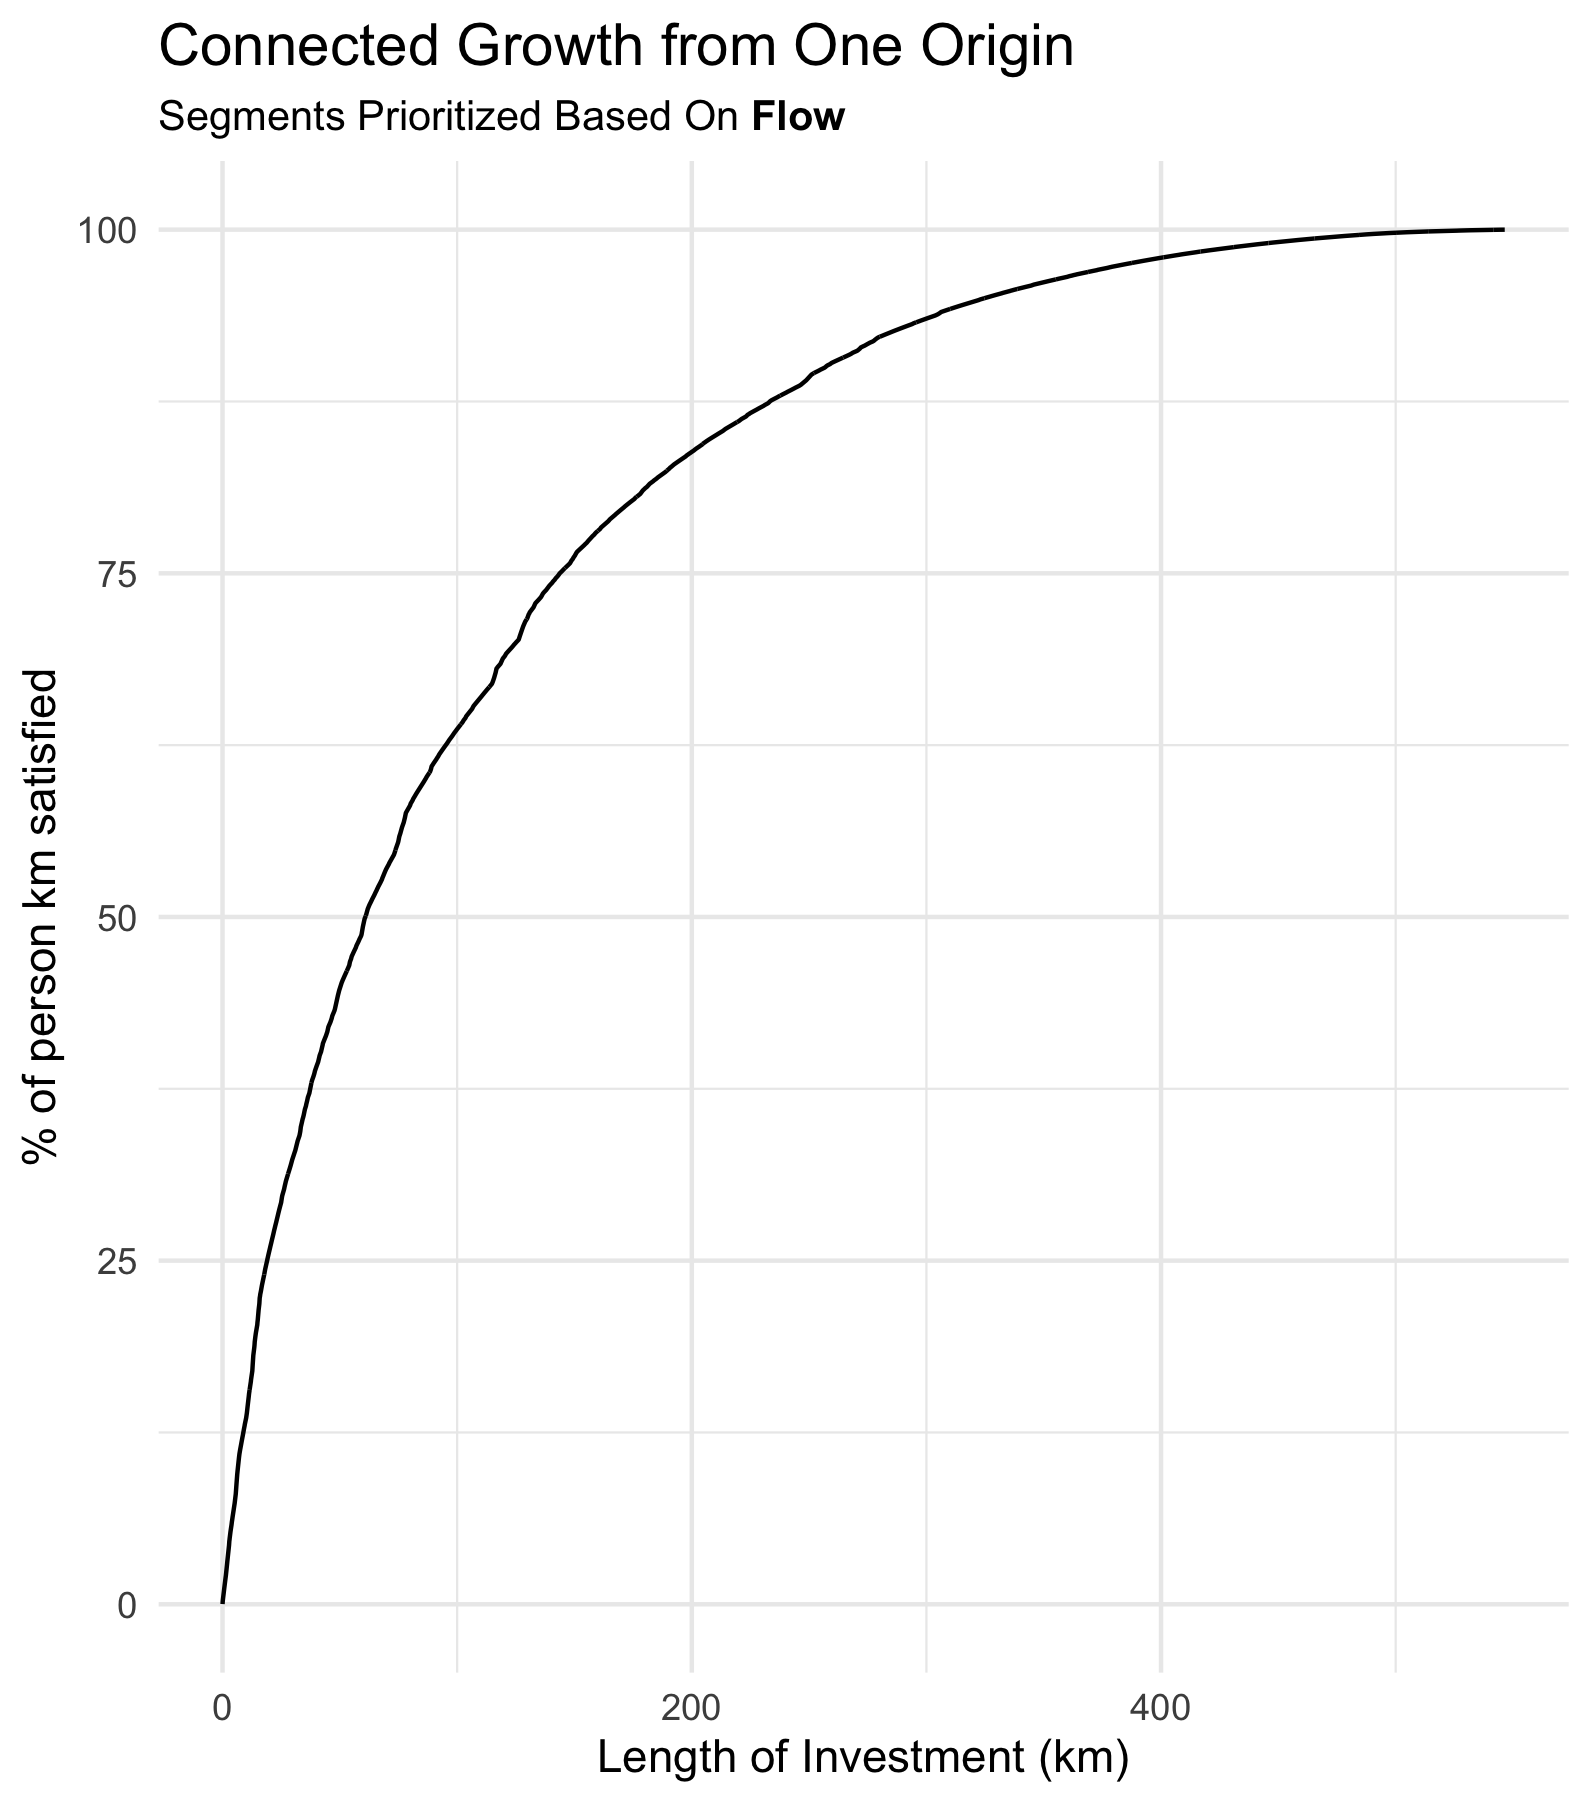 Connected Growth from One Origin
Segments Prioritized Based On Flow
% of person km satisfied
100
75
50
25
0
0 200 400
Length of Investment (km)